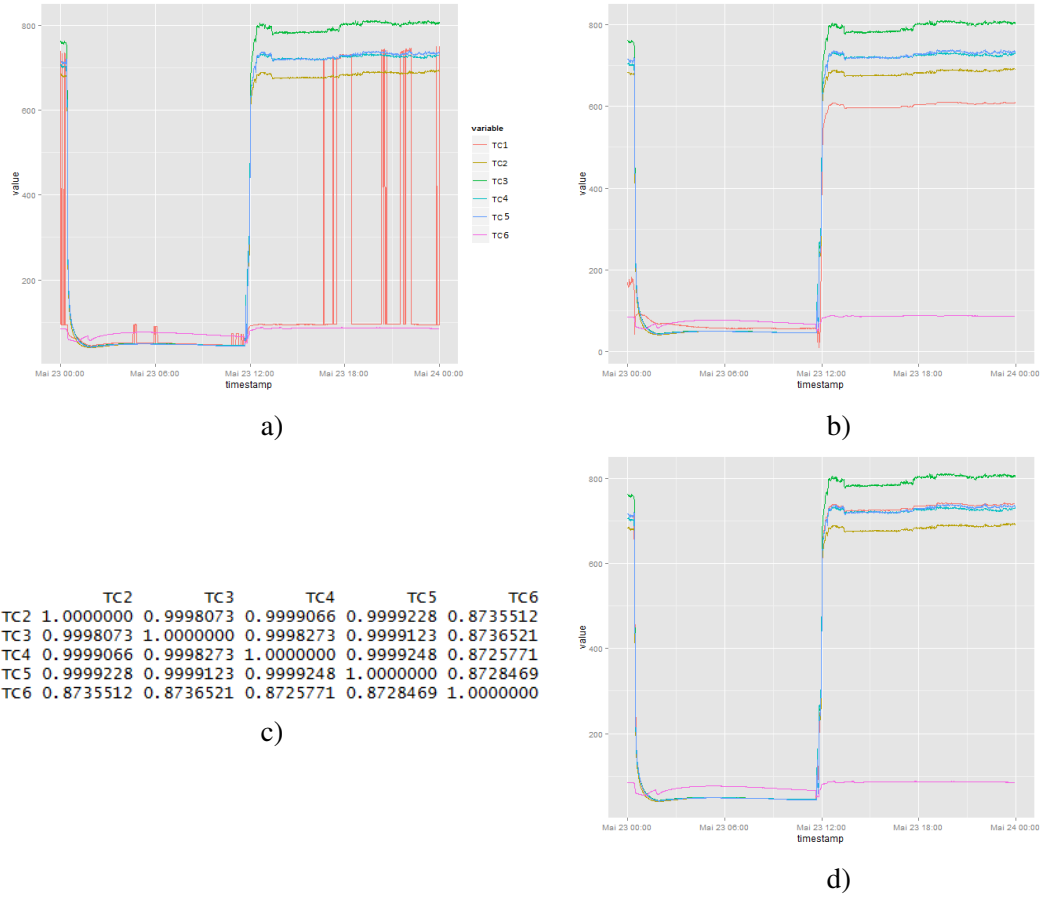 800
600
400
200
value
Mai 23 00:00 Mai 23 06:00 Mai 23 12:00 Mai 23 18:00 Mai 24 00:00
timestamp
variable
TC1
TC2
TC3
TC4
TC5
TC6
a)
800
600
400
200
0
value
Mai 23 00:00 Mai 23 06:00 Mai 23 12:00 Mai 23 18:00 Mai 24 00:00
timestamp
b)
TC2 TC3 TC4 TC5 TC6
TC2 1.0000000 0.9998073 0.9999066 0.9999228 0.8735512
TC3 0.9998073 1.0000000 0.9998273 0.9999123 0.8736521
TC4 0.9999066 0.9998273 1.0000000 0.9999248 0.8725771
TC5 0.9999228 0.9999123 0.9999248 1.0000000 0.8728469
TC6 0.8735512 0.8736521 0.8725771 0.8728469 1.0000000
c)
800
600
400
200
value
Mai 23 00:00 Mai 23 06:00 Mai 23 12:00 Mai 23 18:00 Mai 24 00:00
timestamp
d)